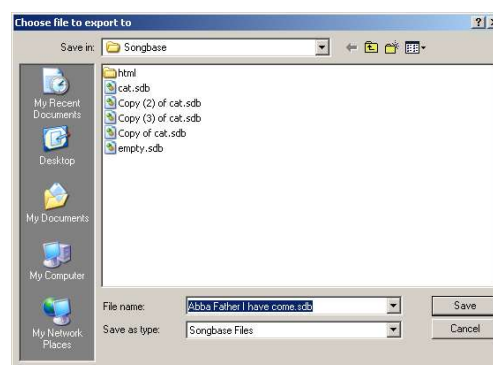 Choose file to export to
Save in: Songbase
html
cat.sdb
Copy (2) of cat.sdb
Copy (3) of cat.sdb
Copy of cat.sdb
empty.sdb
My Recent
Documents
Desktop
My Documents
My Computer
My Network
Places
File name: Abba Father I have come.sdb Save
Save as type: Songbase Files Cancel